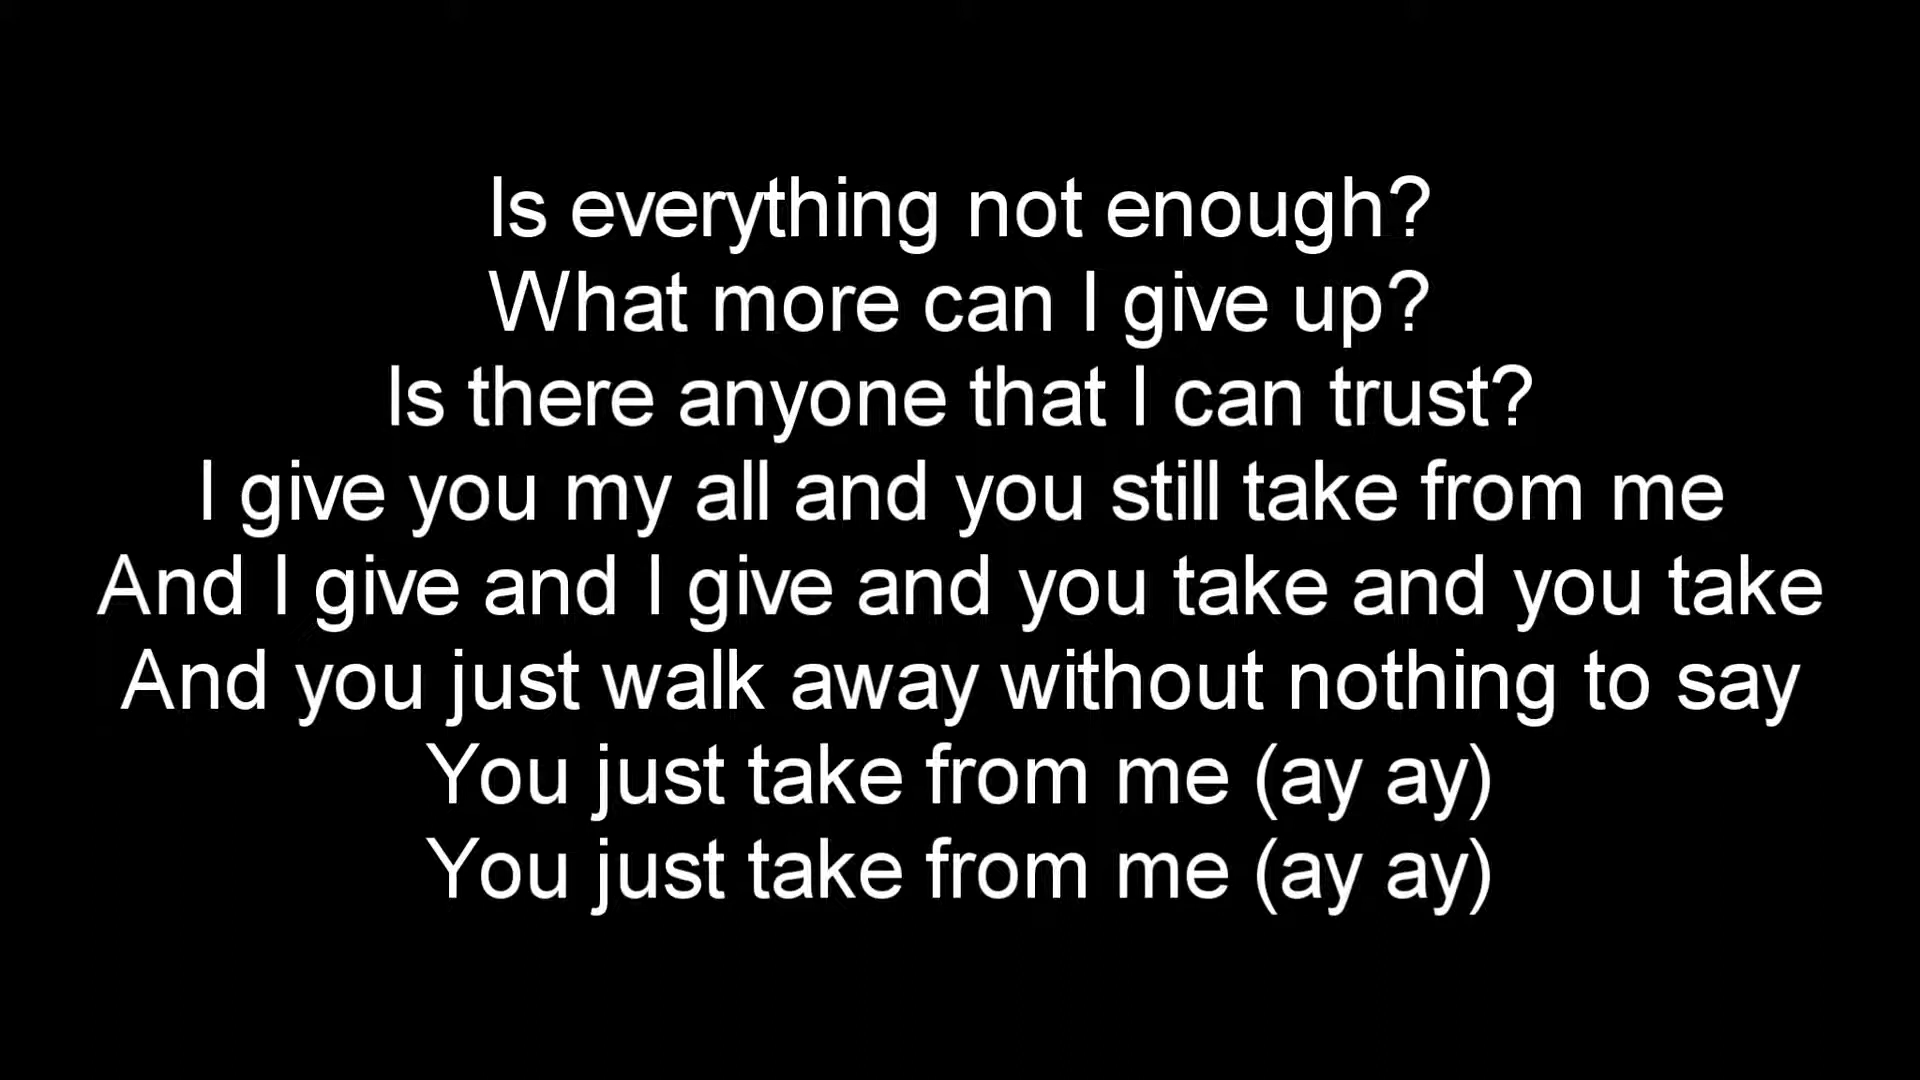 Is everything not enough?
What more can I give up?
Is there anyone that I can trust?
I give you my all and you still take from me
And I give and I give and you take and you take
And you just walk away without nothing to say
You just take from me (ay ay)
You just take from me (ay ay)